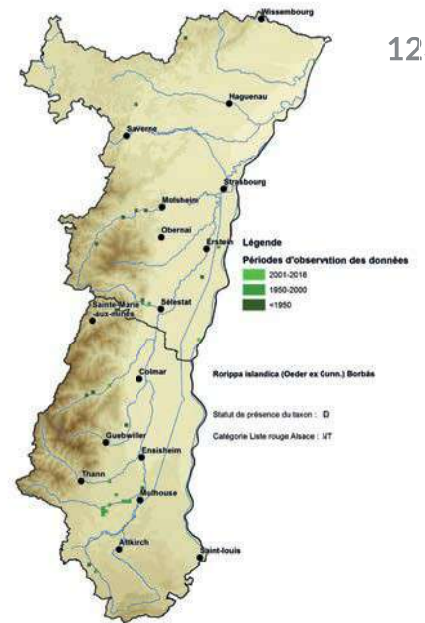 Wissembourg
12
Haguenau
Saverne
Strasbourg
Molsheim
Obernai
Erstein
Légende
Périodes d'observation des données
2001-2018
1950-2000
<1950
Sainte-Marie
-aux-mines
Sélestat
Rorippa islandica (Oeder ex Gunn.) Borbás
Colmar
Statut de présence du taxon : D
Catégorie Liste rouge Alsace :
Guebwiller
Ensisheim
Thann
Mulhouse
Altkirch
Saint-louis